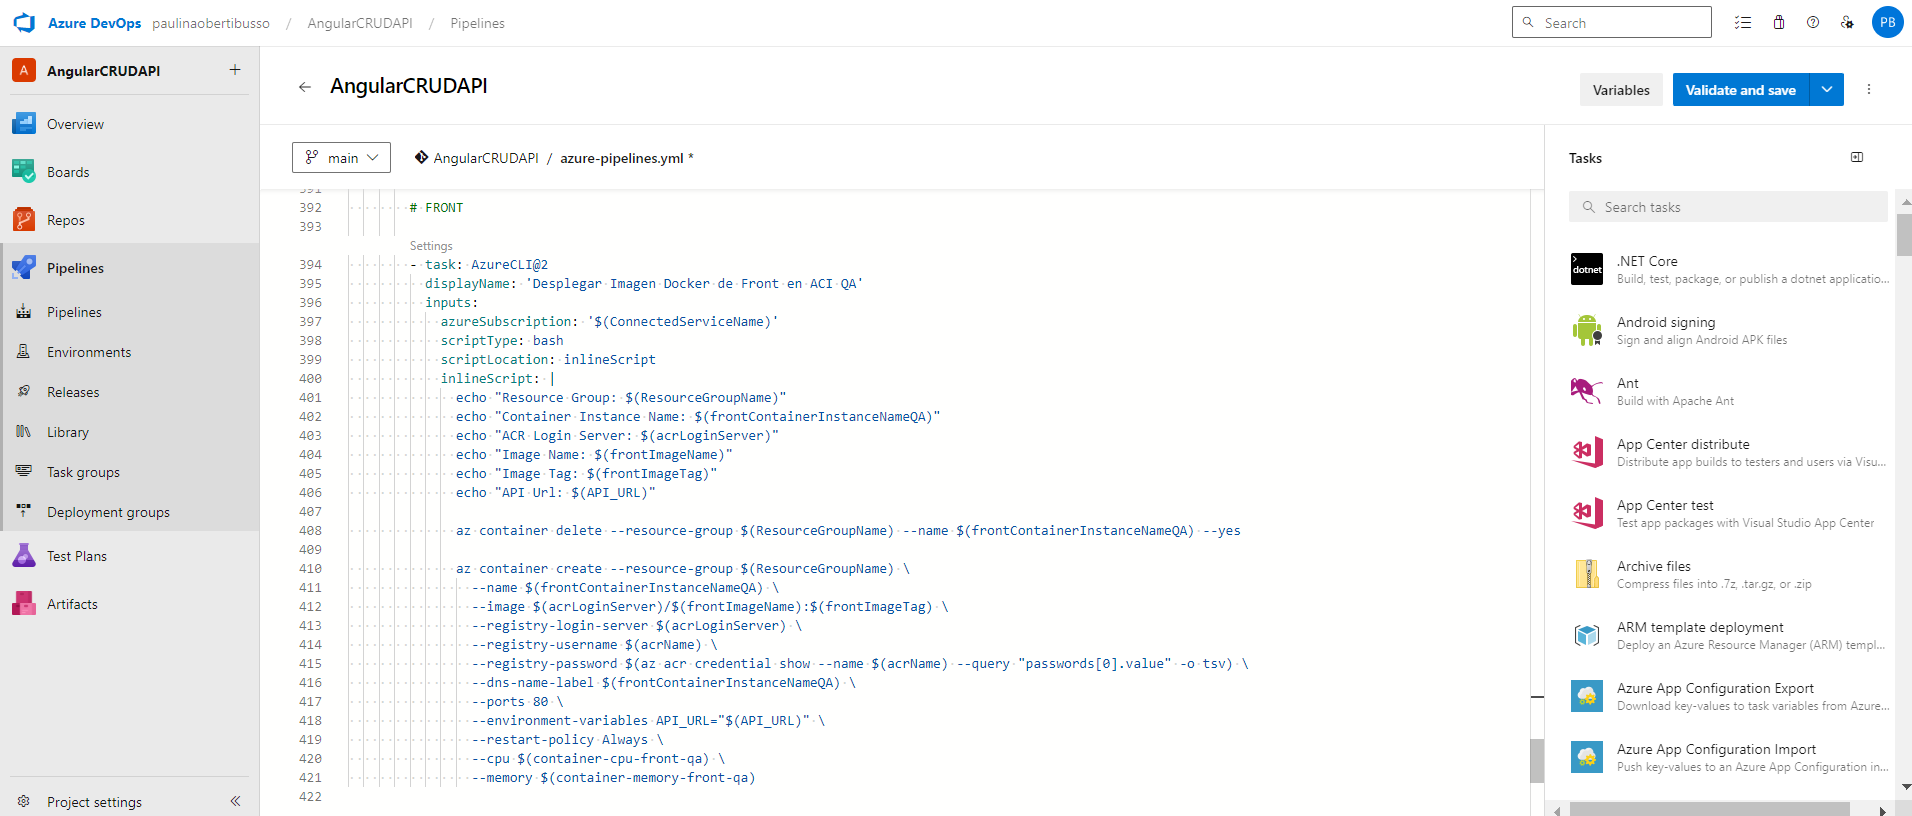 Azure DevOps paulinaobertibusso / AngularCRUDAPI / Pipelines
Search
PB
A AngularCRUDAPI +
Overview
Boards
Repos
Pipelines
Pipelines
Environments
Releases
Library
Task groups
Deployment groups
Test Plans
Artifacts
Project settings
AngularCRUDAPI
Variables
Validate and save
main
AngularCRUDAPI / azure-pipelines.yml *
391
392 # FRONT
393
Settings
394 - task: AzureCLI@2
395 displayName: 'Desplegar Imagen Docker de Front en ACI QA'
396 inputs:
397 azureSubscription: '$(ConnectedServiceName)'
398 scriptType: bash
399 scriptLocation: inlineScript
400 inlineScript: |
401 echo "Resource Group: $(ResourceGroupName)"
402 echo "Container Instance Name: $(frontContainerInstanceNameQA)"
403 echo "ACR Login Server: $(acrLoginServer)"
404 echo "Image Name: $(frontImageName)"
405 echo "Image Tag: $(frontImageTag)"
406 echo "API Url: $(API_URL)"
407
408 az container delete --resource-group $(ResourceGroupName) --name $(frontContainerInstanceNameQA) --yes
409
410 az container create --resource-group $(ResourceGroupName) \
411 --name $(frontContainerInstanceNameQA) \
412 --image $(acrLoginServer)/$(frontImageName):$(frontImageTag) \
413 --registry-login-server $(acrLoginServer) \
414 --registry-username $(acrName) \
415 --registry-password $(az acr credential show --name $(acrName) --query "passwords[0].value" -o tsv) \
416 --dns-name-label $(frontContainerInstanceNameQA) \
417 --ports 80 \
418 --environment-variables API_URL="$(API_URL)" \
419 --restart-policy Always \
420 --cpu $(container-cpu-front-qa) \
421 --memory $(container-memory-front-qa)
422
Tasks
Search tasks
dotnet
.NET Core
Build, test, package, or publish a dotnet applicatio...
Android signing
Sign and align Android APK files
Ant
Build with Apache Ant
App Center distribute
Distribute app builds to testers and users via Visu...
App Center test
Test app packages with Visual Studio App Center
Archive files
Compress files into .7z, .tar.gz, or .zip
ARM template deployment
Deploy an Azure Resource Manager (ARM) templ...
Azure App Configuration Export
Download key-values to task variables from Azure...
Azure App Configuration Import
Push key-values to an Azure App Configuration in...